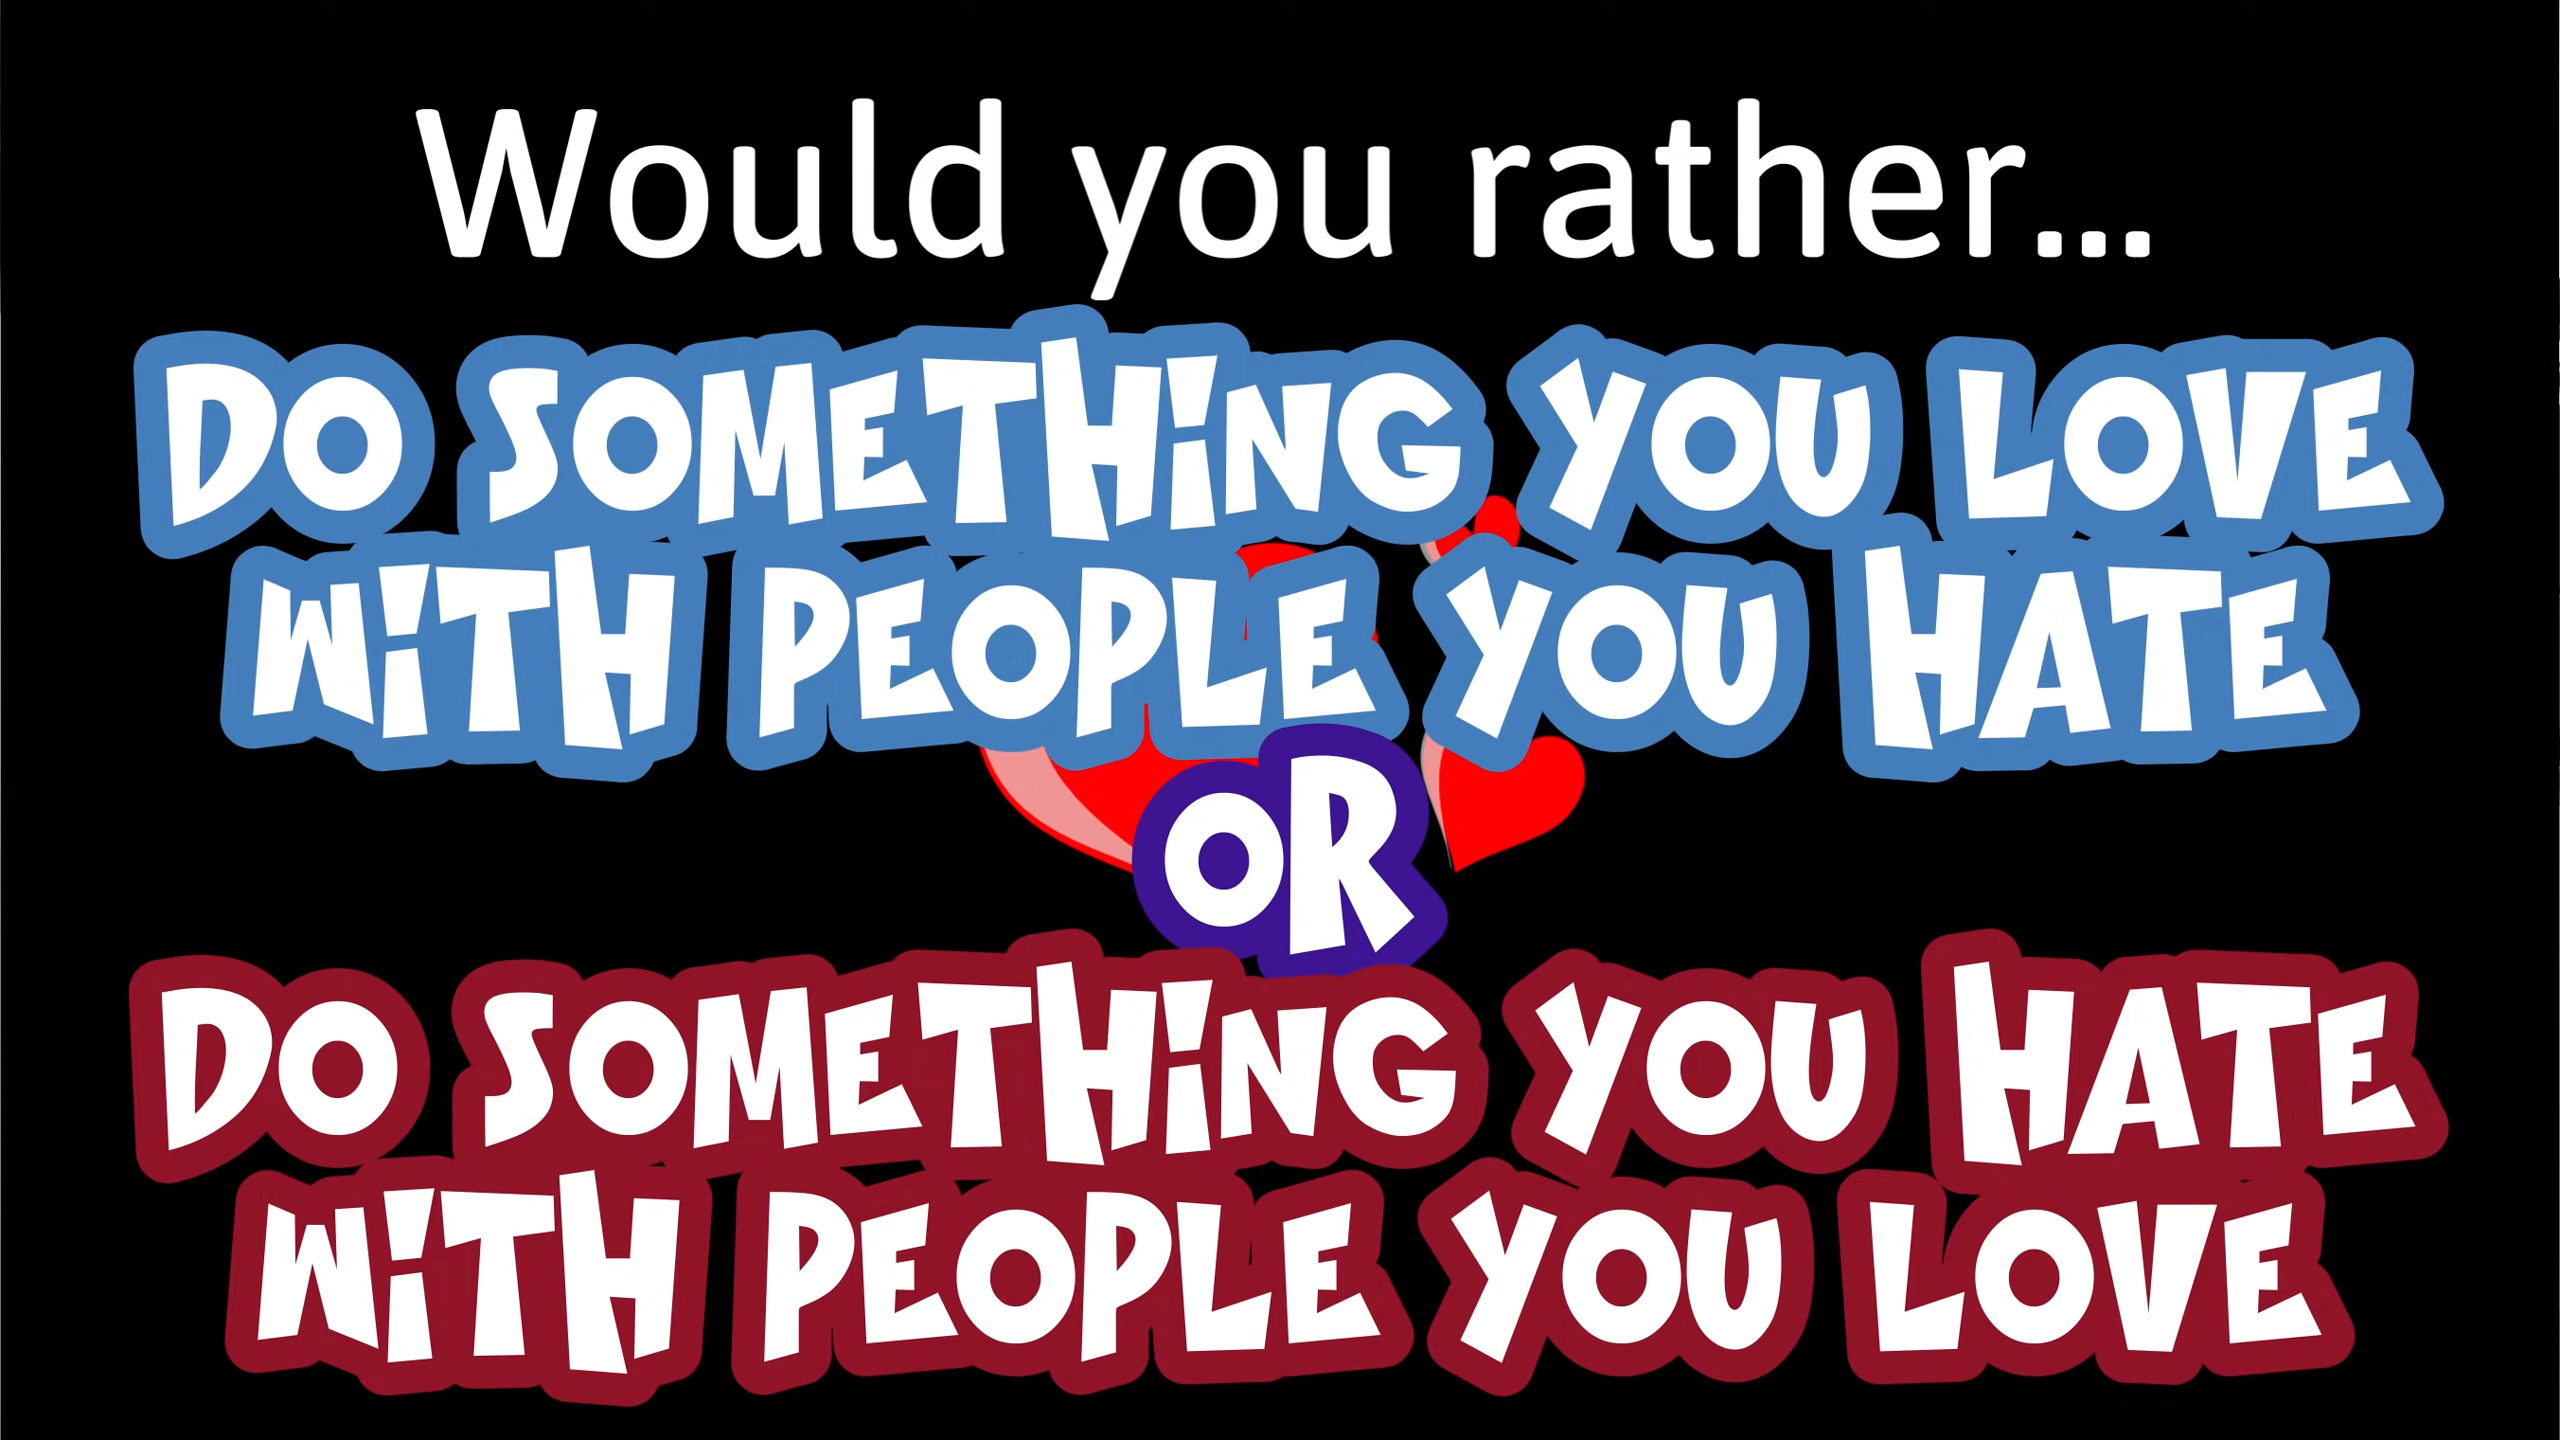 Would you rather...
DO SOMETHING YOU LOVE
WITH PEOPLE YOU HATE
OR
DO SOMETHING YOU HATE
WITH PEOPLE YOU LOVE